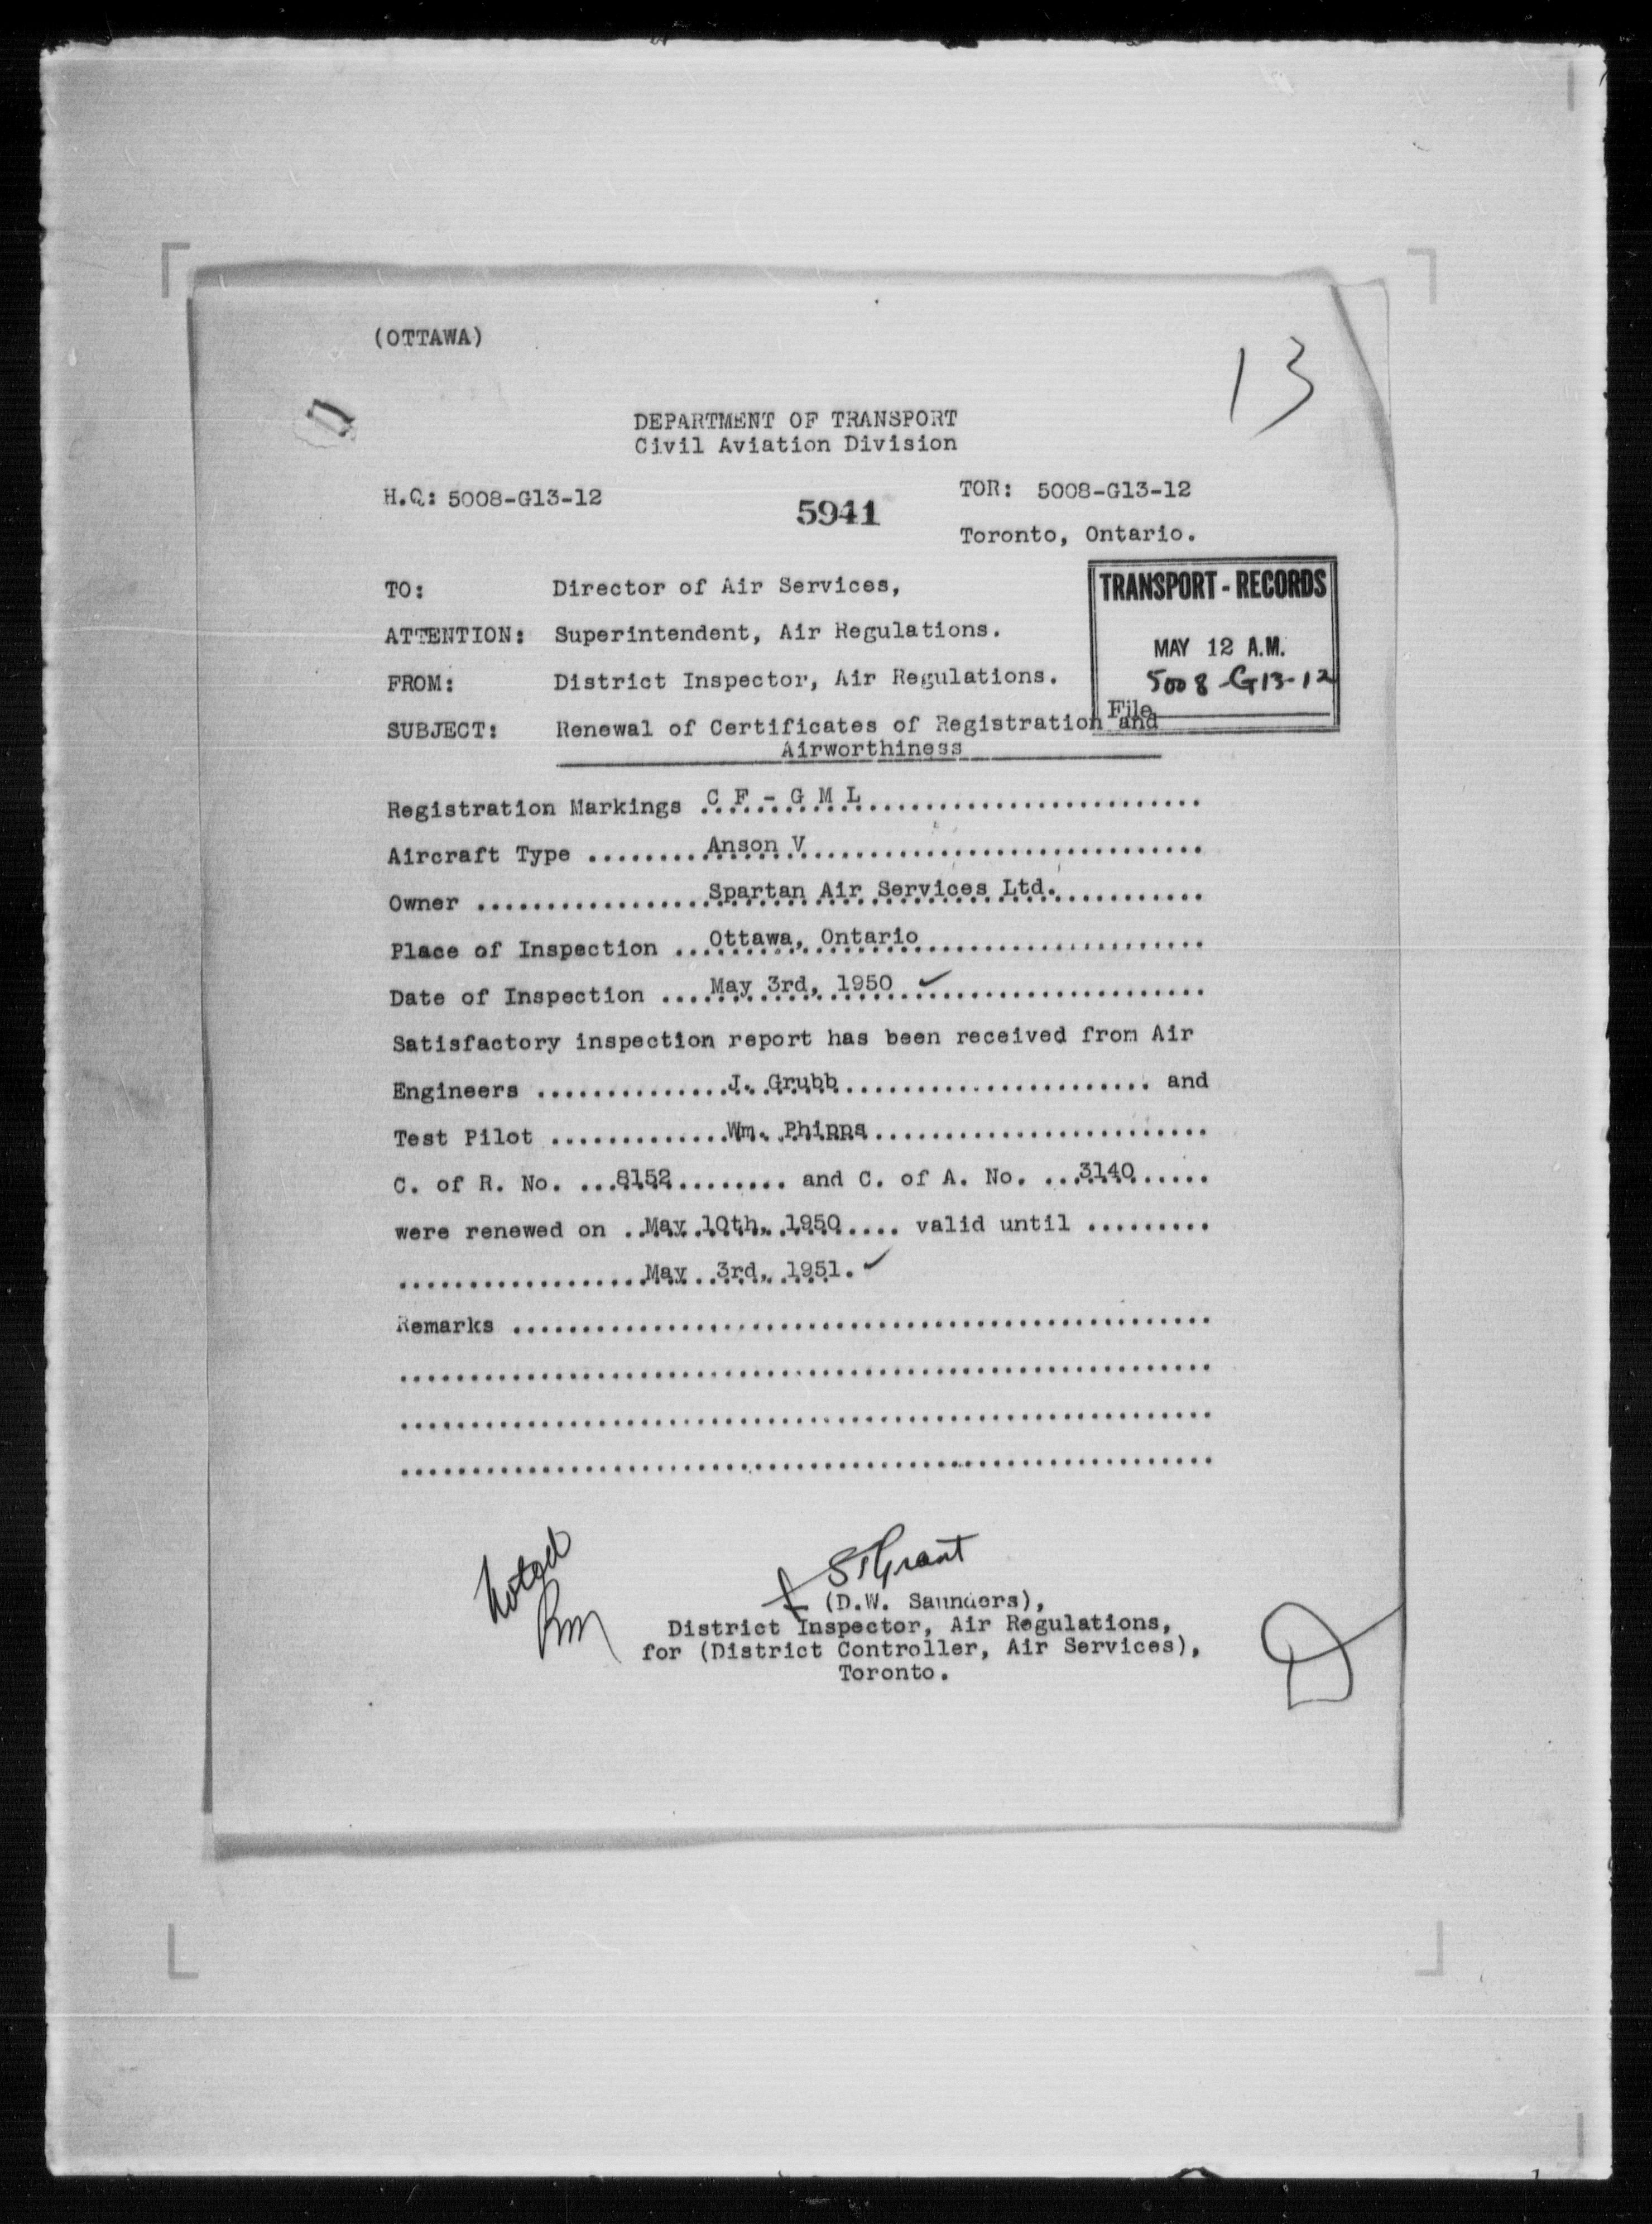 (OTTAWA)
13
DEPARTMENT OF TRANSPORT
Civil Aviation Division
H.Q.: 5008-G13-12
5941
TOR: 5008-G13-12
Toronto, Ontario.
TRANSPORT - RECORDS
MAY 12 A.M.
5008-G13-12
File
TO: Director of Air Services,
ATTENTION: Superintendent, Air Regulations.
FROM: District Inspector, Air Regulations.
SUBJECT: Renewal of Certificates of Registration and
Airworthiness
Registration Markings C F - G M L
Aircraft Type ........Anson V
Owner ................Spartan Air Services Ltd.
Place of Inspection ...Ottawa, Ontario
Date of Inspection ....May 3rd, 1950 ✓
Satisfactory inspection report has been received from Air
Engineers ..............J. Grubb...................... and
Test Pilot .............Wm. Phipps........................
C. of R. No. ...8152........ and C. of A. No. ...3140.....
were renewed on ..May 10th, 1950.... valid until .........
..................May 3rd, 1951. ✓
Remarks ..................................................
..........................................................
..........................................................
..........................................................
Noted
STGrant
(D.W. Saunders),
District Inspector, Air Regulations,
for (District Controller, Air Services),
Toronto.